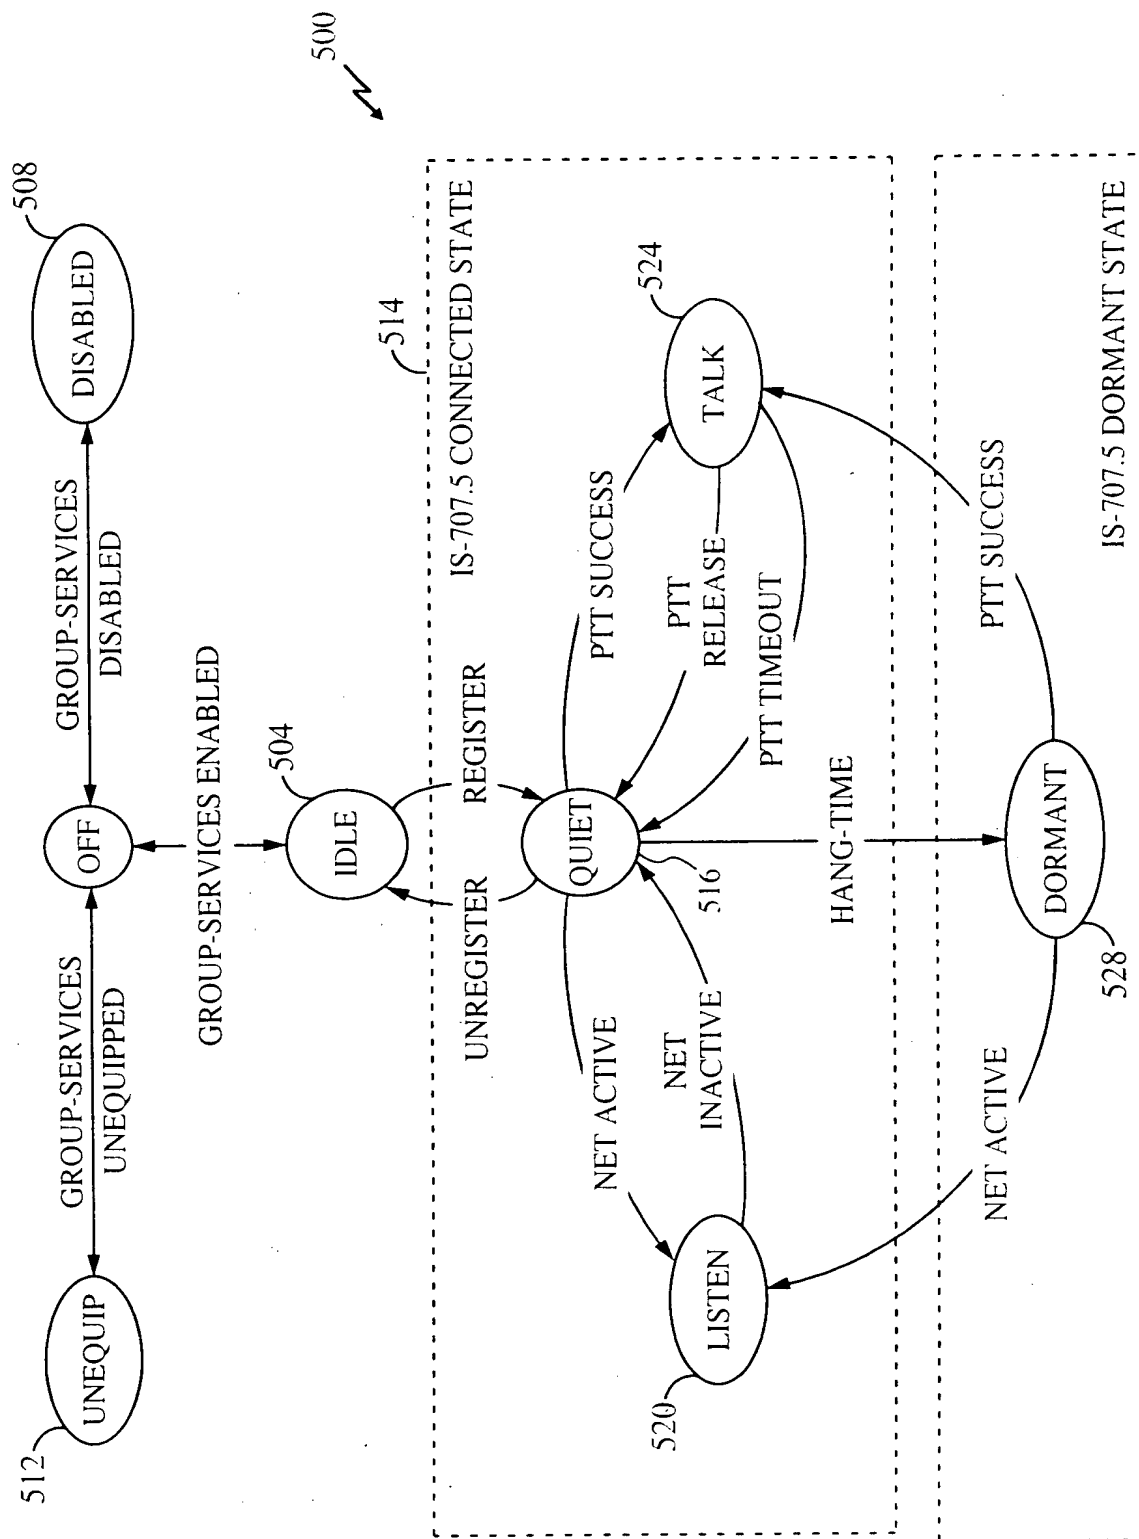 500
508
DISABLED
GROUP-SERVICES
DISABLED
OFF
GROUP-SERVICES
UNEQUIPPED
UNEQUIP
512
GROUP-SERVICES ENABLED
504
IDLE
REGISTER
UNREGISTER
514
IS-707.5 CONNECTED STATE
QUIET
516
PTT SUCCESS
524
TALK
PTT
RELEASE
PTT TIMEOUT
NET ACTIVE
NET
INACTIVE
LISTEN
520
HANG-TIME
IS-707.5 DORMANT STATE
PTT SUCCESS
DORMANT
528
NET ACTIVE